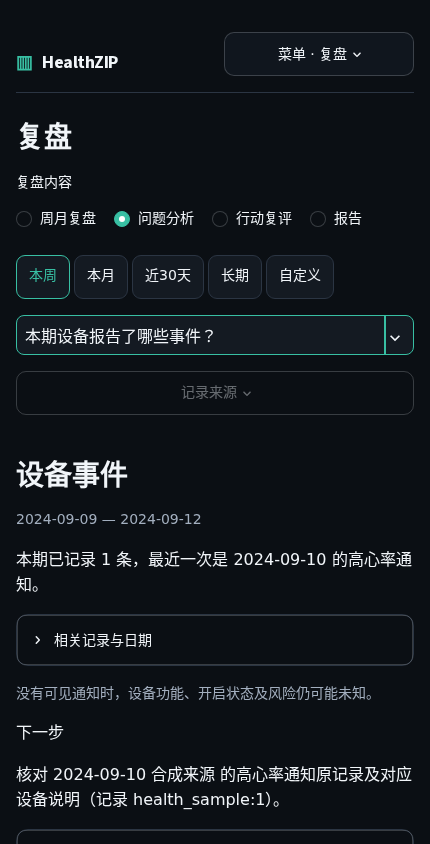 HealthZIP
菜单 · 复盘
复盘
复盘内容
周月复盘 问题分析 行动复评 报告
本周 本月 近30天 长期 自定义
本期设备报告了哪些事件？
记录来源
设备事件
2024-09-09 — 2024-09-12
本期已记录 1 条，最近一次是 2024-09-10 的高心率通
知。
相关记录与日期
没有可见通知时，设备功能、开启状态及风险仍可能未知。
下一步
核对 2024-09-10 合成来源 的高心率通知原记录及对应
设备说明（记录 health_sample:1）。